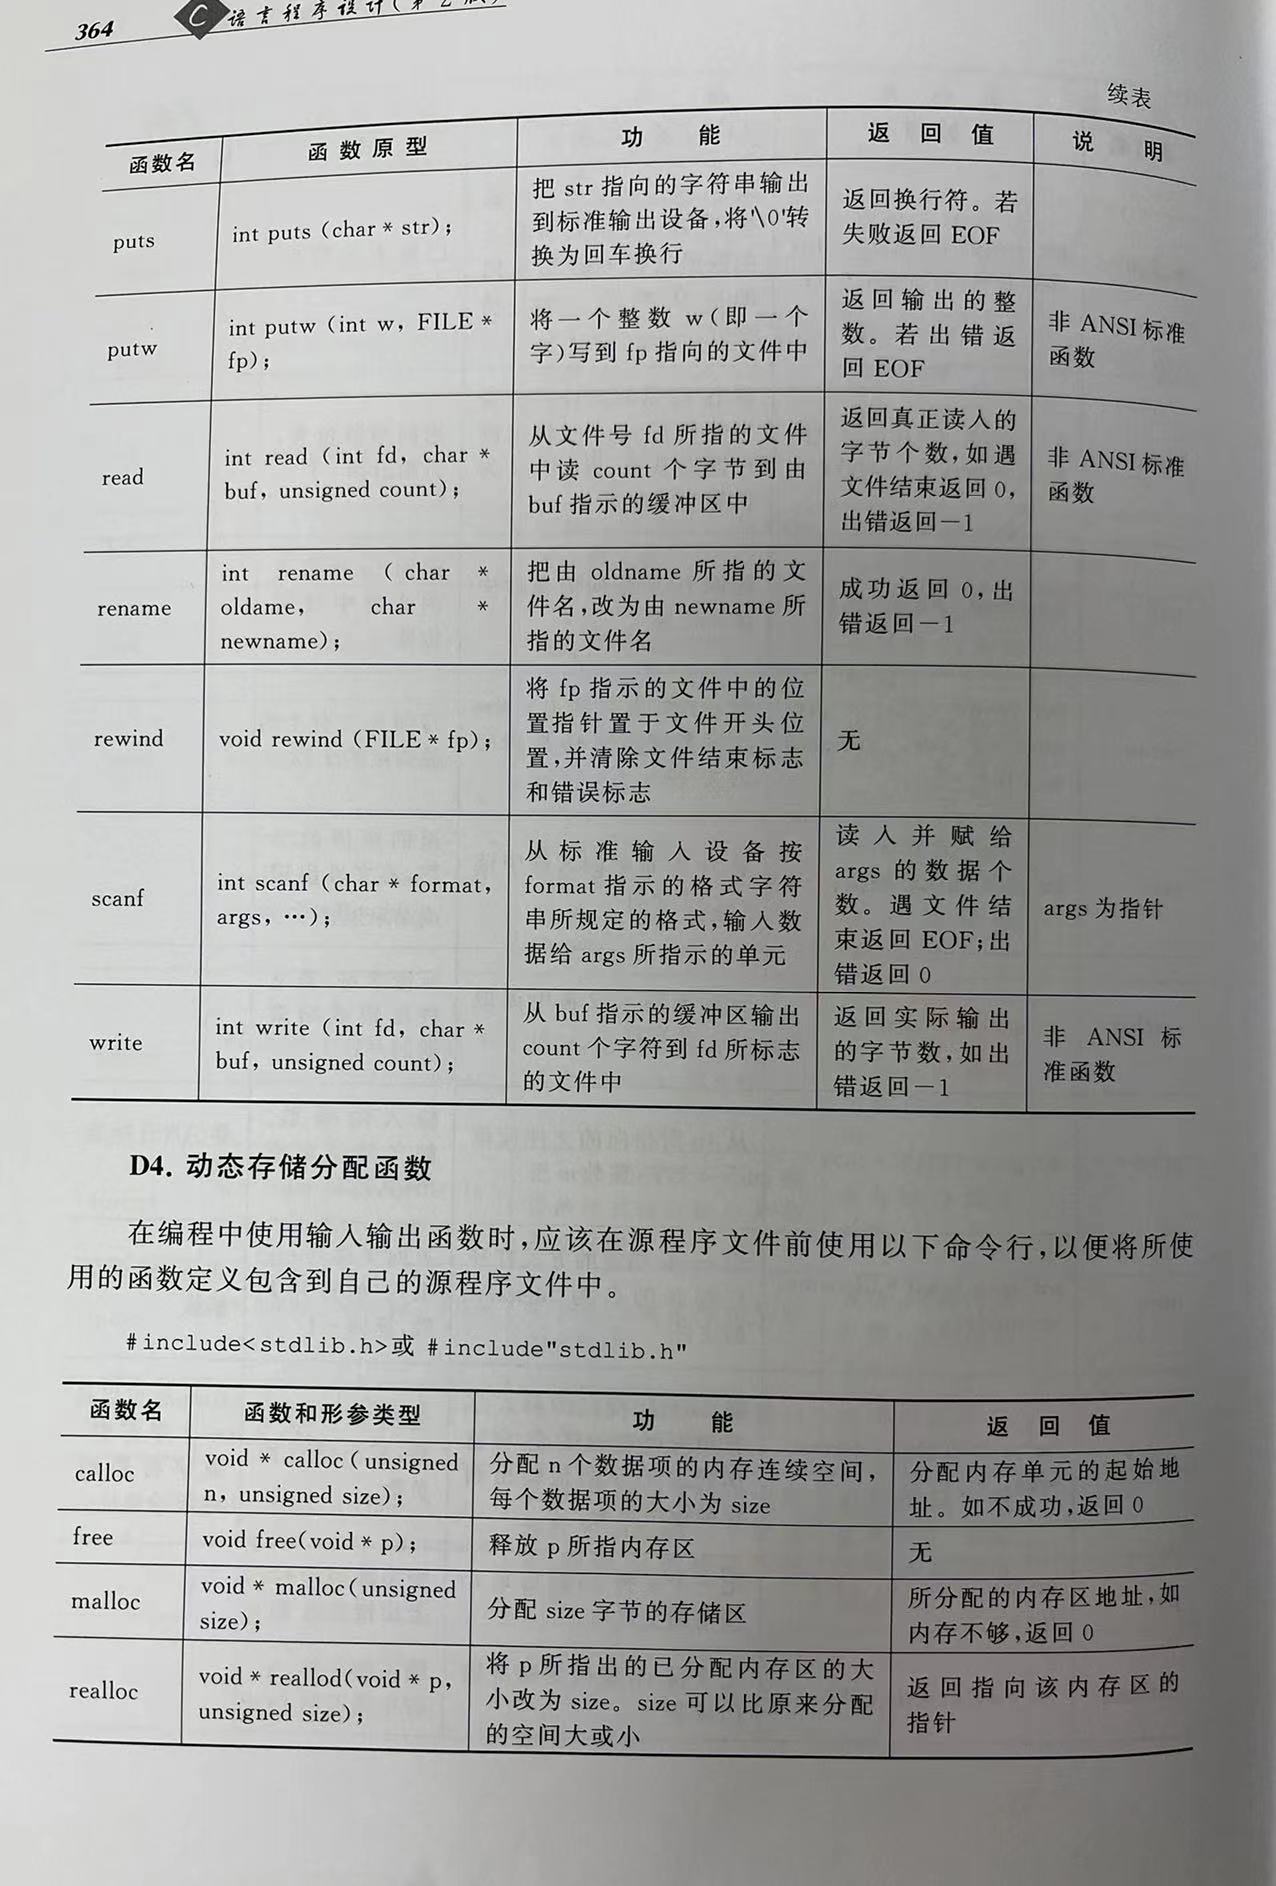 364
C语言程序设计(第2版)
续表
函数名 函数原型 功 能 返 回 值 说 明
puts
int puts (char * str);
把 str 指向的字符串输出
到标准输出设备,将'\0'转
换为回车换行
返回换行符。若
失败返回 EOF
putw
int putw (int w, FILE *
fp);
将一个整数 w(即一个
字)写到 fp 指向的文件中
返回输出的整
数。若出错返
回 EOF
非 ANSI 标准
函数
read
int read (int fd, char *
buf, unsigned count);
从文件号 fd 所指的文件
中读 count 个字节到由
buf 指示的缓冲区中
返回真正读入的
字节个数,如遇
文件结束返回 0,
出错返回-1
非 ANSI 标准
函数
rename
int rename ( char *
oldame, char *
newname);
把由 oldname 所指的文
件名,改为由 newname 所
指的文件名
成功返回 0,出
错返回-1
rewind
void rewind (FILE * fp);
将 fp 指示的文件中的位
置指针置于文件开头位
置,并清除文件结束标志
和错误标志
无
scanf
int scanf (char * format,
args, …);
从标准输入设备按
format 指示的格式字符
串所规定的格式,输入数
据给 args 所指示的单元
读入并赋给
args 的数据个
数。遇文件结
束返回 EOF;出
错返回 0
args 为指针
write
int write (int fd, char *
buf, unsigned count);
从 buf 指示的缓冲区输出
count 个字符到 fd 所标志
的文件中
返回实际输出
的字节数,如出
错返回-1
非 ANSI 标
准函数
D4. 动态存储分配函数
在编程中使用输入输出函数时,应该在源程序文件前使用以下命令行,以便将所使
用的函数定义包含到自己的源程序文件中。
#include<stdlib.h>或 #include"stdlib.h"
函数名 函数和形参类型 功 能 返 回 值
calloc
void * calloc (unsigned
n, unsigned size);
分配 n 个数据项的内存连续空间,
每个数据项的大小为 size
分配内存单元的起始地
址。如不成功,返回 0
free
void free(void * p);
释放 p 所指内存区
无
malloc
void * malloc(unsigned
size);
分配 size 字节的存储区
所分配的内存区地址,如
内存不够,返回 0
realloc
void * reallod(void * p,
unsigned size);
将 p 所指出的已分配内存区的大
小改为 size。size 可以比原来分配
的空间大或小
返回指向该内存区的
指针